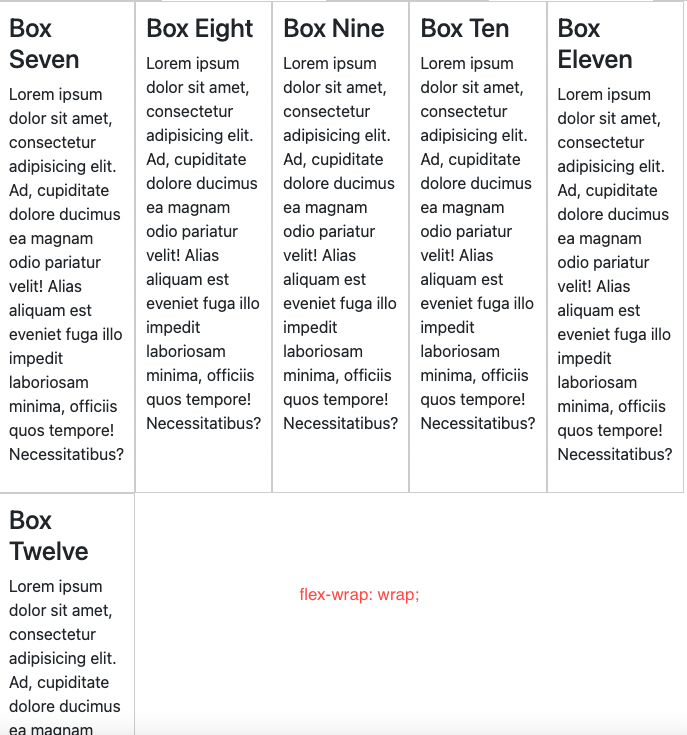 Box
Seven
Lorem ipsum
dolor sit amet,
consectetur
adipisicing elit.
Ad, cupiditate
dolore ducimus
ea magnam
odio pariatur
velit! Alias
aliquam est
eveniet fuga illo
impedit
laboriosam
minima, officiis
quos tempore!
Necessitatibus?
Box Eight
Lorem ipsum
dolor sit amet,
consectetur
adipisicing elit.
Ad, cupiditate
dolore ducimus
ea magnam
odio pariatur
velit! Alias
aliquam est
eveniet fuga illo
impedit
laboriosam
minima, officiis
quos tempore!
Necessitatibus?
Box Nine
Lorem ipsum
dolor sit amet,
consectetur
adipisicing elit.
Ad, cupiditate
dolore ducimus
ea magnam
odio pariatur
velit! Alias
aliquam est
eveniet fuga illo
impedit
laboriosam
minima, officiis
quos tempore!
Necessitatibus?
Box Ten
Lorem ipsum
dolor sit amet,
consectetur
adipisicing elit.
Ad, cupiditate
dolore ducimus
ea magnam
odio pariatur
velit! Alias
aliquam est
eveniet fuga illo
impedit
laboriosam
minima, officiis
quos tempore!
Necessitatibus?
Box
Eleven
Lorem ipsum
dolor sit amet,
consectetur
adipisicing elit.
Ad, cupiditate
dolore ducimus
ea magnam
odio pariatur
velit! Alias
aliquam est
eveniet fuga illo
impedit
laboriosam
minima, officiis
quos tempore!
Necessitatibus?
Box
Twelve
Lorem ipsum
dolor sit amet,
consectetur
adipisicing elit.
Ad, cupiditate
dolore ducimus
ea magnam
flex-wrap: wrap;